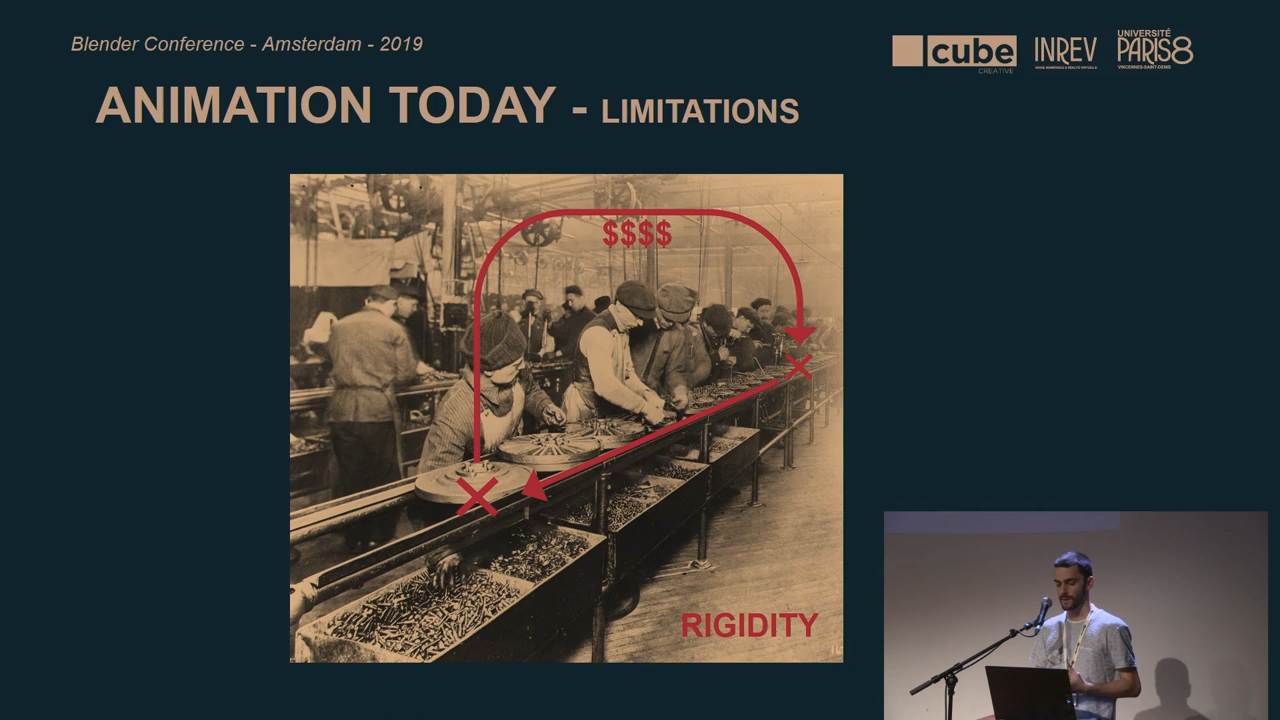 Blender Conference - Amsterdam - 2019
cube
CREATIVE
INREV
UNIVERSITÉ
PARIS8
VINCENNES-SAINT-DENIS
ANIMATION TODAY - LIMITATIONS
$$$$
RIGIDITY